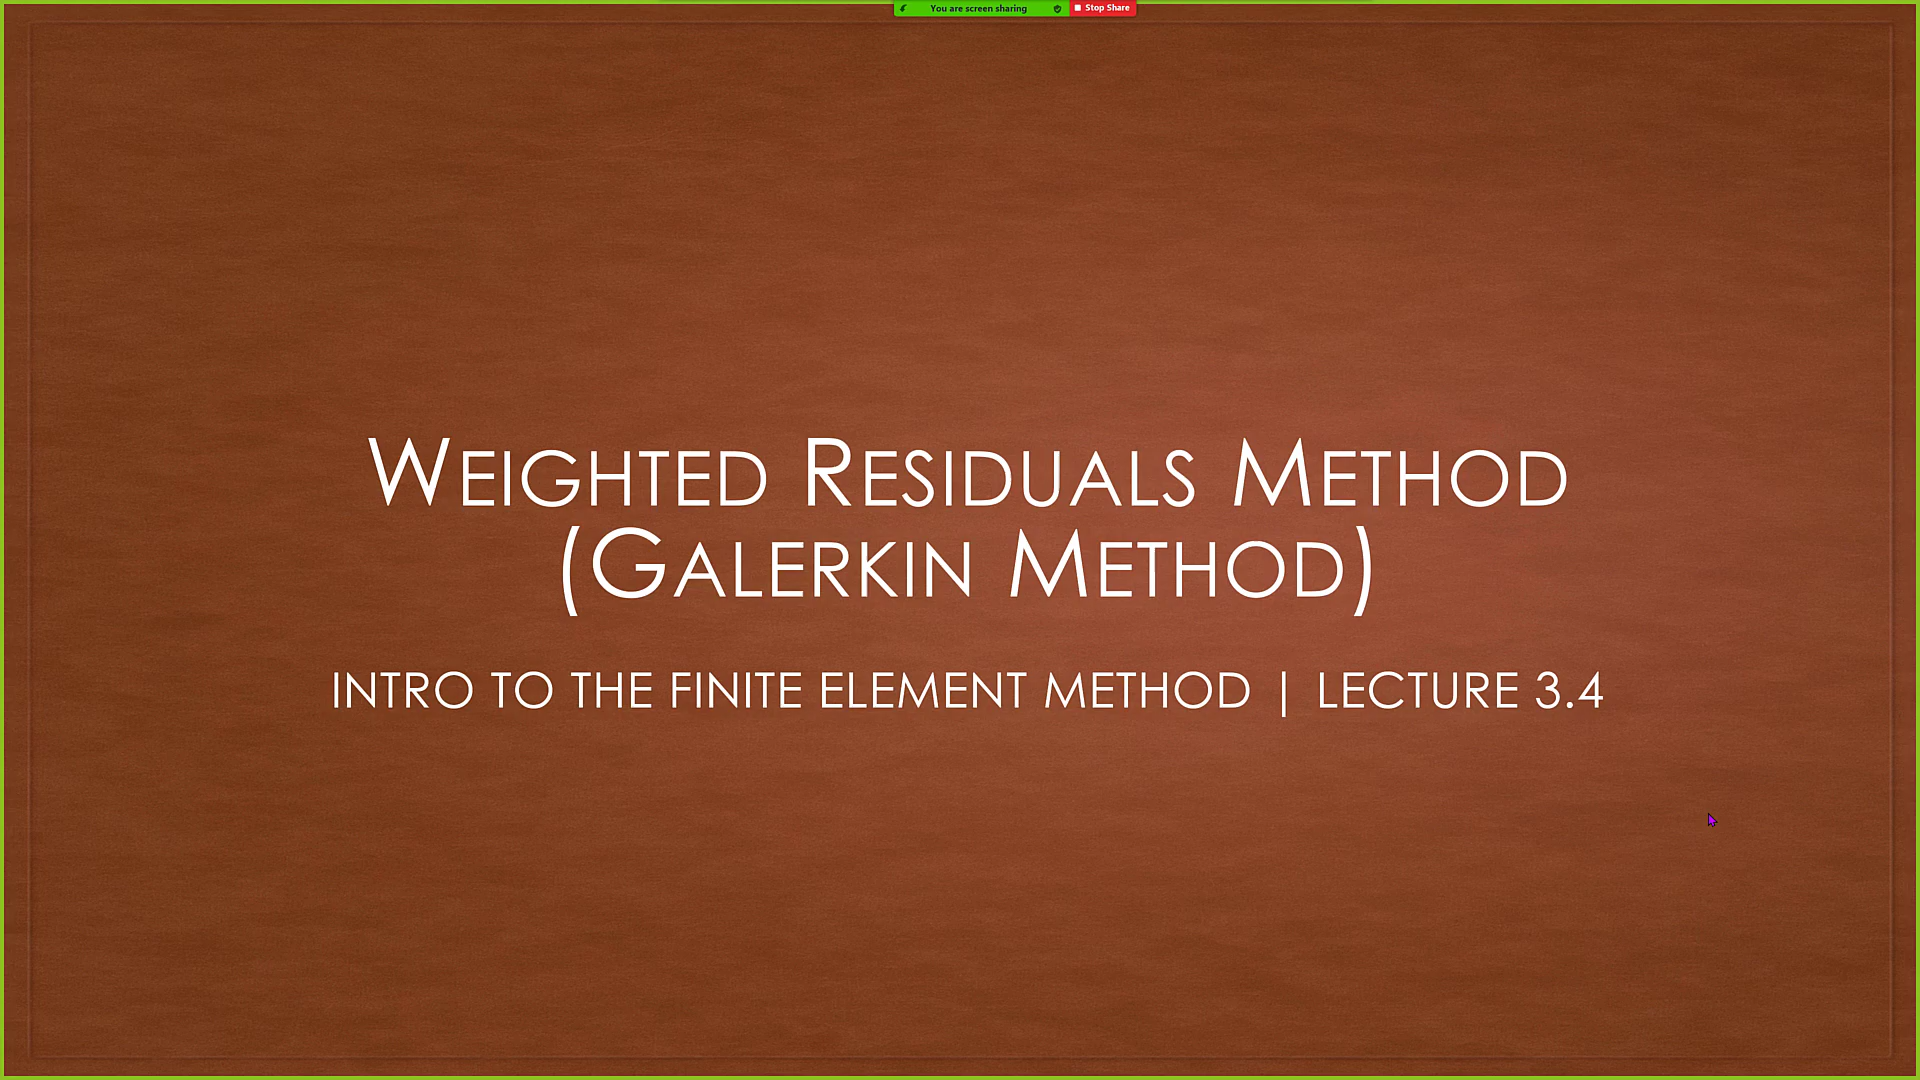 You are screen sharing Stop Share
Weighted Residuals Method
(Galerkin Method)
INTRO TO THE FINITE ELEMENT METHOD | LECTURE 3.4